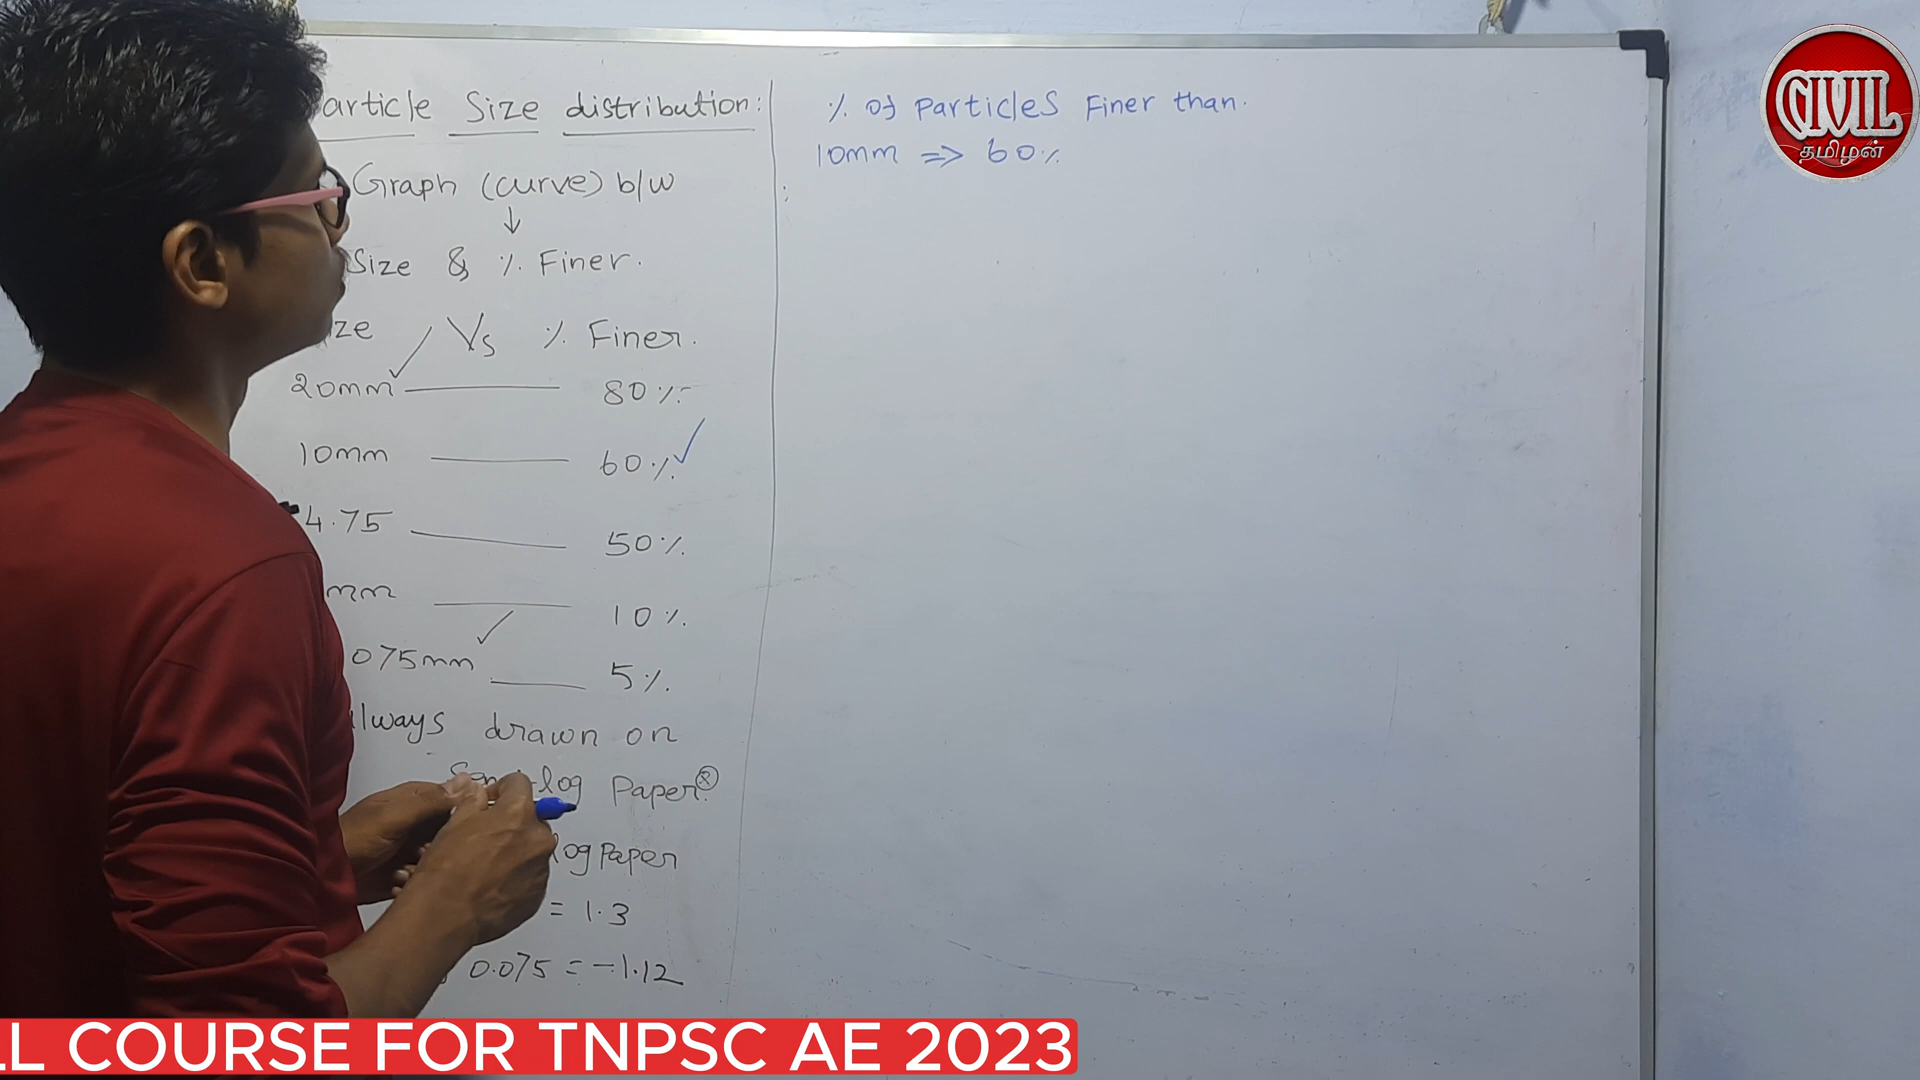 article Size distribution:
Graph (curve) b/w
↓
Size & % Finer.
ze Vs % Finer.
20mm 80%
10mm 60%
4.75 50%
mm 10%
075mm 5%
lways drawn on
log Paper
log Paper
= 1.3
0.075 = -1.12
% of Particles Finer than.
10mm => 60%
CIVIL
தமிழன்
LL COURSE FOR TNPSC AE 2023